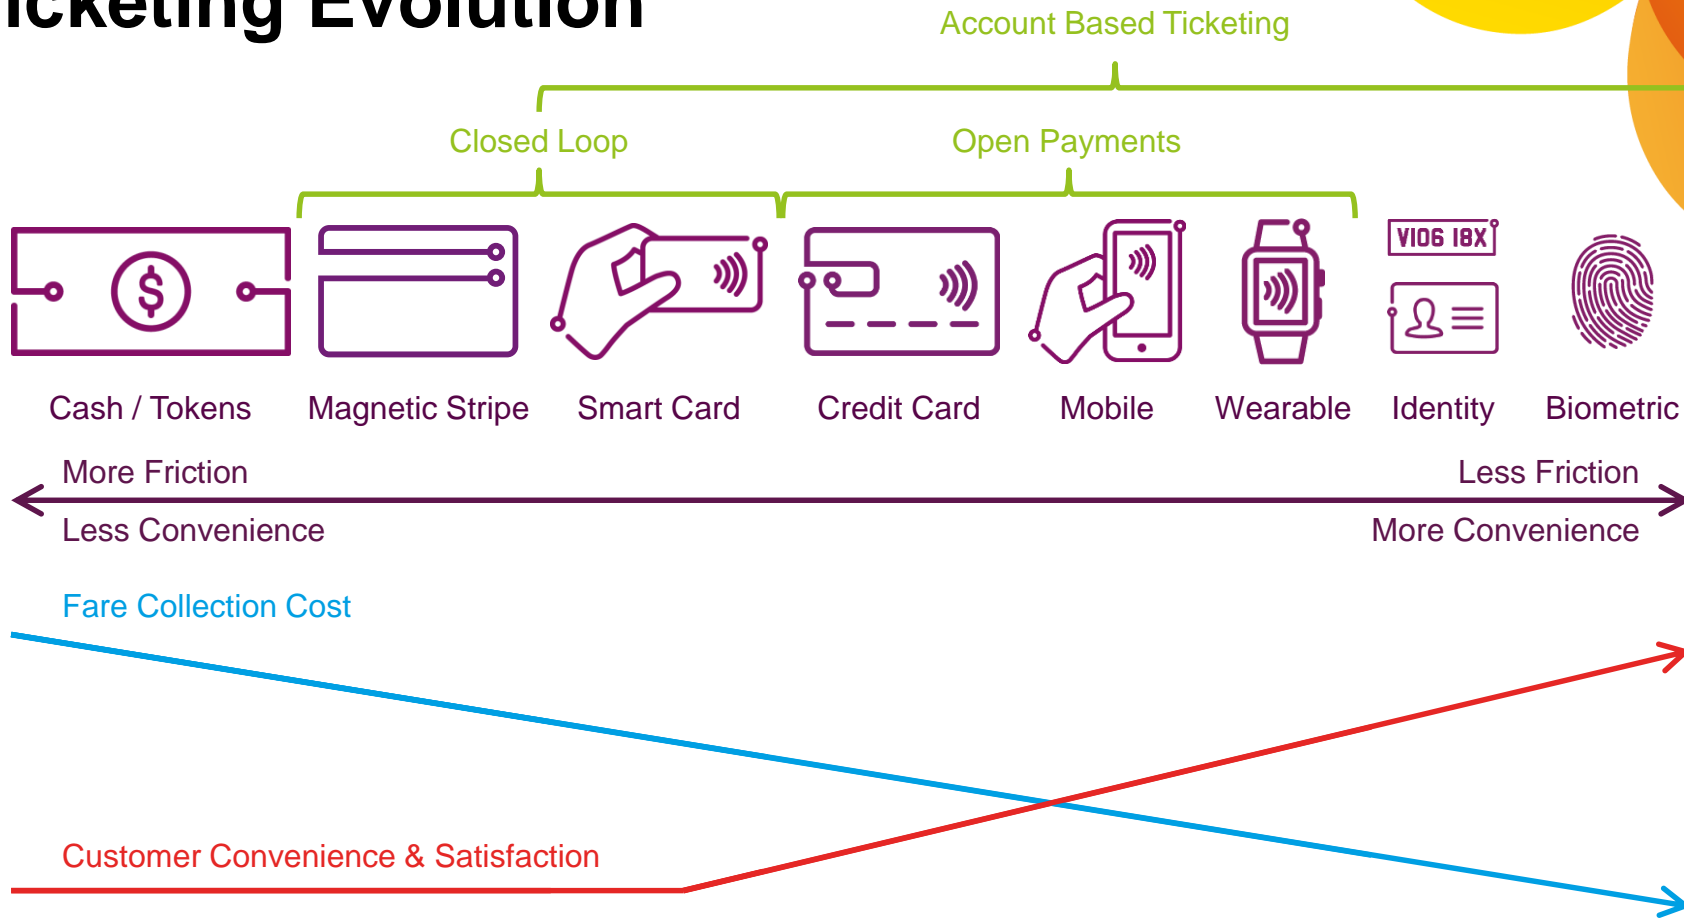 icketing Evolution
Account Based Ticketing
Closed Loop
Open Payments
$
VIO6 I8X
Cash / Tokens
Magnetic Stripe
Smart Card
Credit Card
Mobile
Wearable
Identity
Biometric
More Friction
Less Friction
Less Convenience
More Convenience
Fare Collection Cost
Customer Convenience & Satisfaction